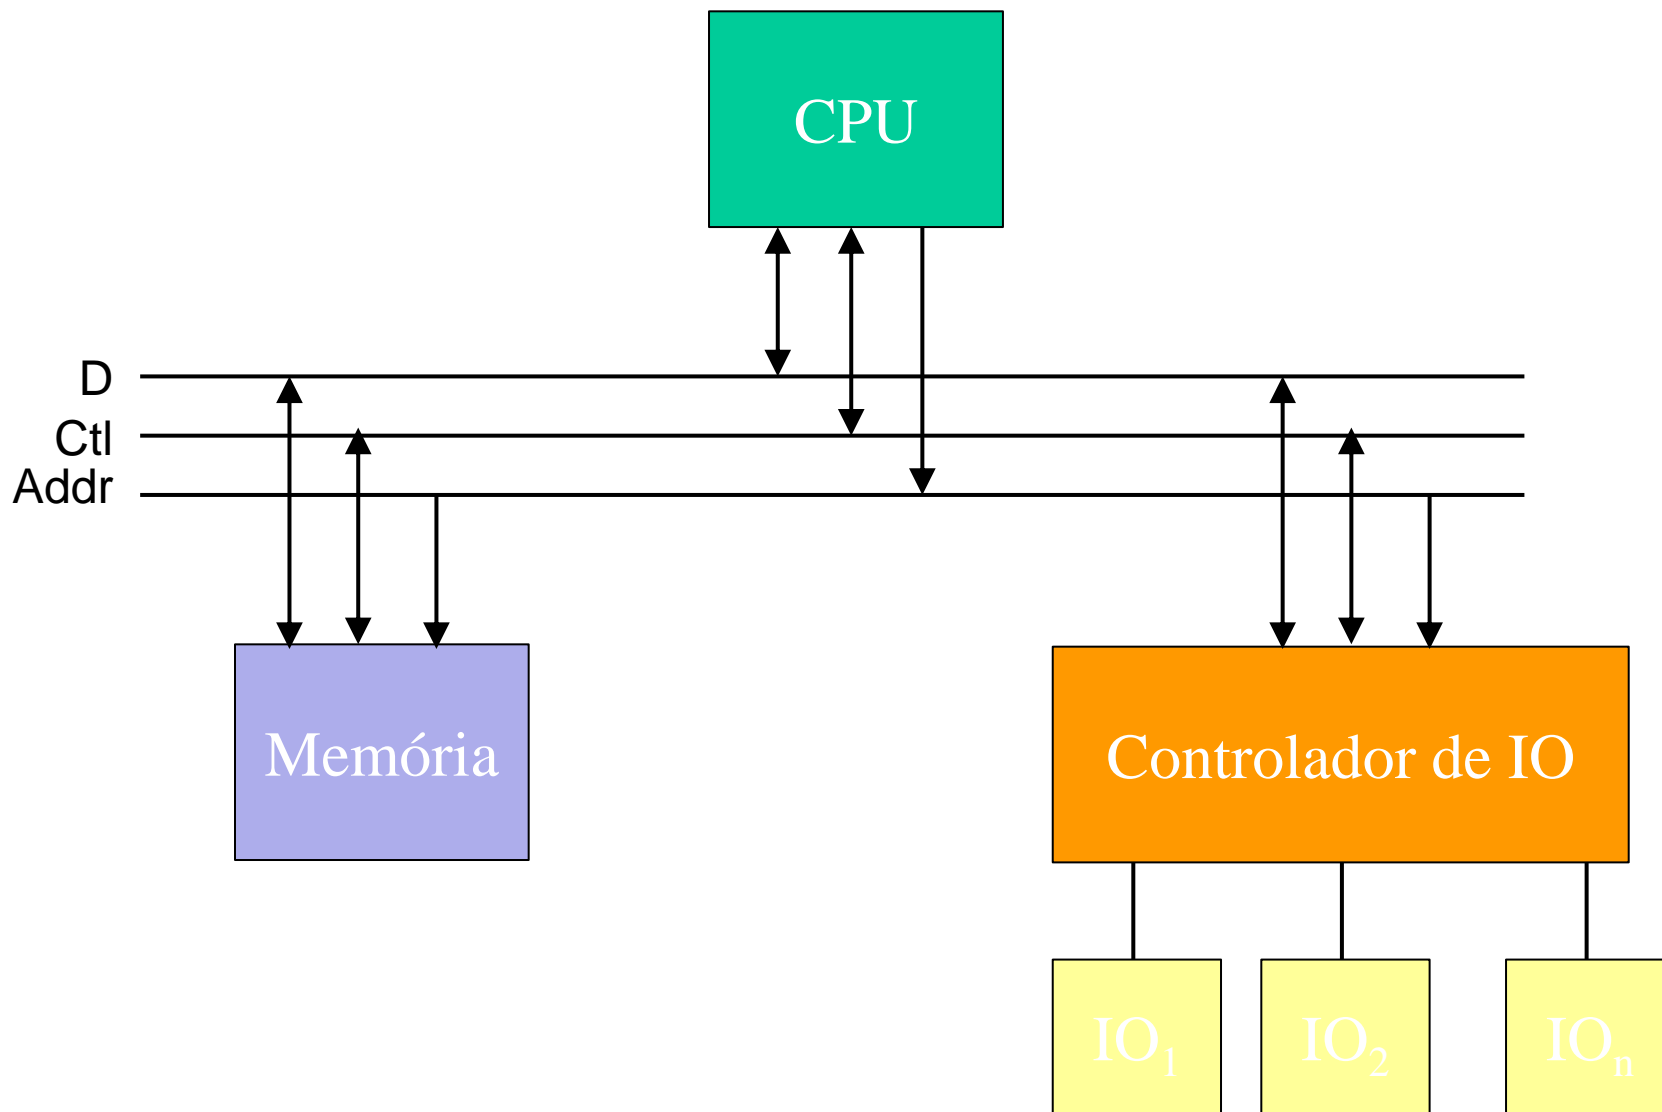 CPU
D
Ctl
Addr
Memória
Controlador de IO
IO1
IO2
IOn